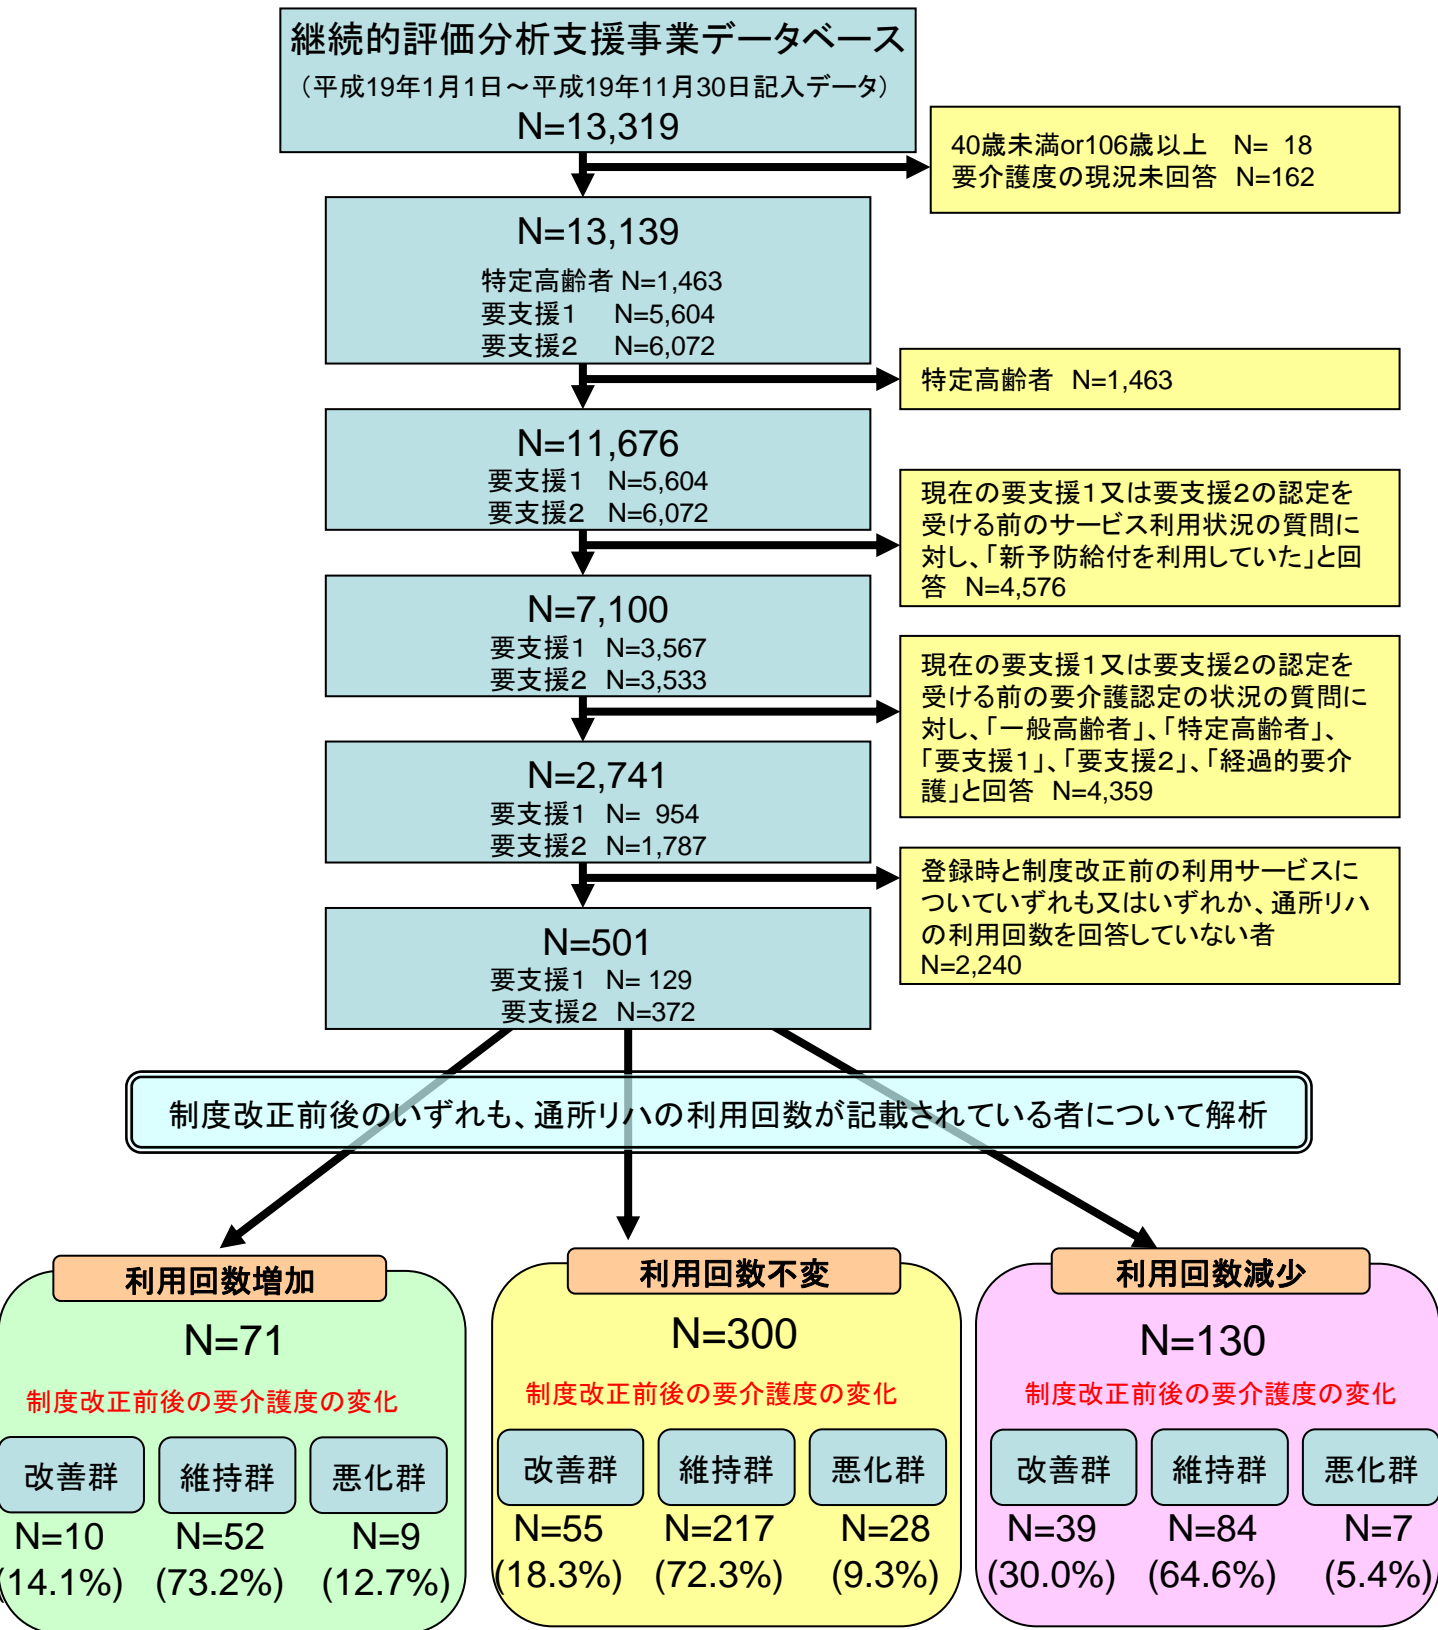 継続的評価分析支援事業データベース
（平成19年1月1日～平成19年11月30日記入データ）
N=13,319
40歳未満or106歳以上　N=  18
要介護度の現況未回答　N=162
N=13,139
特定高齢者 N=1,463
要支援1　N=5,604
要支援2　N=6,072
特定高齢者　N=1,463
N=11,676
要支援1　N=5,604
要支援2　N=6,072
現在の要支援1又は要支援2の認定を
受ける前のサービス利用状況の質問に
対し、「新予防給付を利用していた」と回
答　N=4,576
N=7,100
要支援1　N=3,567
要支援2　N=3,533
現在の要支援1又は要支援2の認定を
受ける前の要介護認定の状況の質問に
対し、「一般高齢者」、「特定高齢者」、
「要支援1」、「要支援2」、「経過的要介
護」と回答　N=4,359
N=2,741
要支援1　N=  954
要支援2　N=1,787
登録時と制度改正前の利用サービスに
ついていずれも又はいずれか、通所リハ
の利用回数を回答していない者
N=2,240
N=501
要支援1　N= 129
要支援2　N=372
制度改正前後のいずれも、通所リハの利用回数が記載されている者について解析
利用回数増加
N=71
制度改正前後の要介護度の変化
改善群　維持群　悪化群
N=10　N=52　N=9
(14.1%)　(73.2%)　(12.7%)
利用回数不変
N=300
制度改正前後の要介護度の変化
改善群　維持群　悪化群
N=55　N=217　N=28
(18.3%)　(72.3%)　(9.3%)
利用回数減少
N=130
制度改正前後の要介護度の変化
改善群　維持群　悪化群
N=39　N=84　N=7
(30.0%)　(64.6%)　(5.4%)